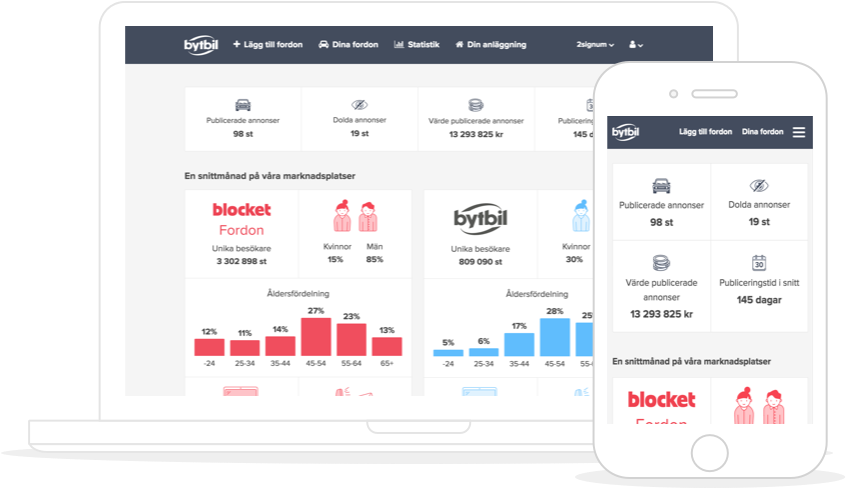 bytbil Lägg till fordon Dina fordon Statistik Din anläggning 2signum
Publicerade annonser
98 st
Dolda annonser
19 st
Värde publicerade annonser
13 293 825 kr
Publicering
145 d
En snittmånad på våra marknadsplatser
blocket
Fordon
Unika besökare
3 302 898 st
Kvinnor Män
15% 85%
bytbil
Unika besökare
809 090 st
Kvinnor
30%
Åldersfördelning
12% 11% 14% 27% 23% 13%
-24 25-34 35-44 45-54 55-64 65+
Åldersfördelning
5% 6% 17% 28% 25
-24 25-34 35-44 45-54 55-64
bytbil Lägg till fordon Dina fordon
Publicerade annonser
98 st
Dolda annonser
19 st
Värde publicerade
annonser
13 293 825 kr
30
Publiceringstid i snitt
145 dagar
En snittmånad på våra marknadsplatser
blocket
Fordon